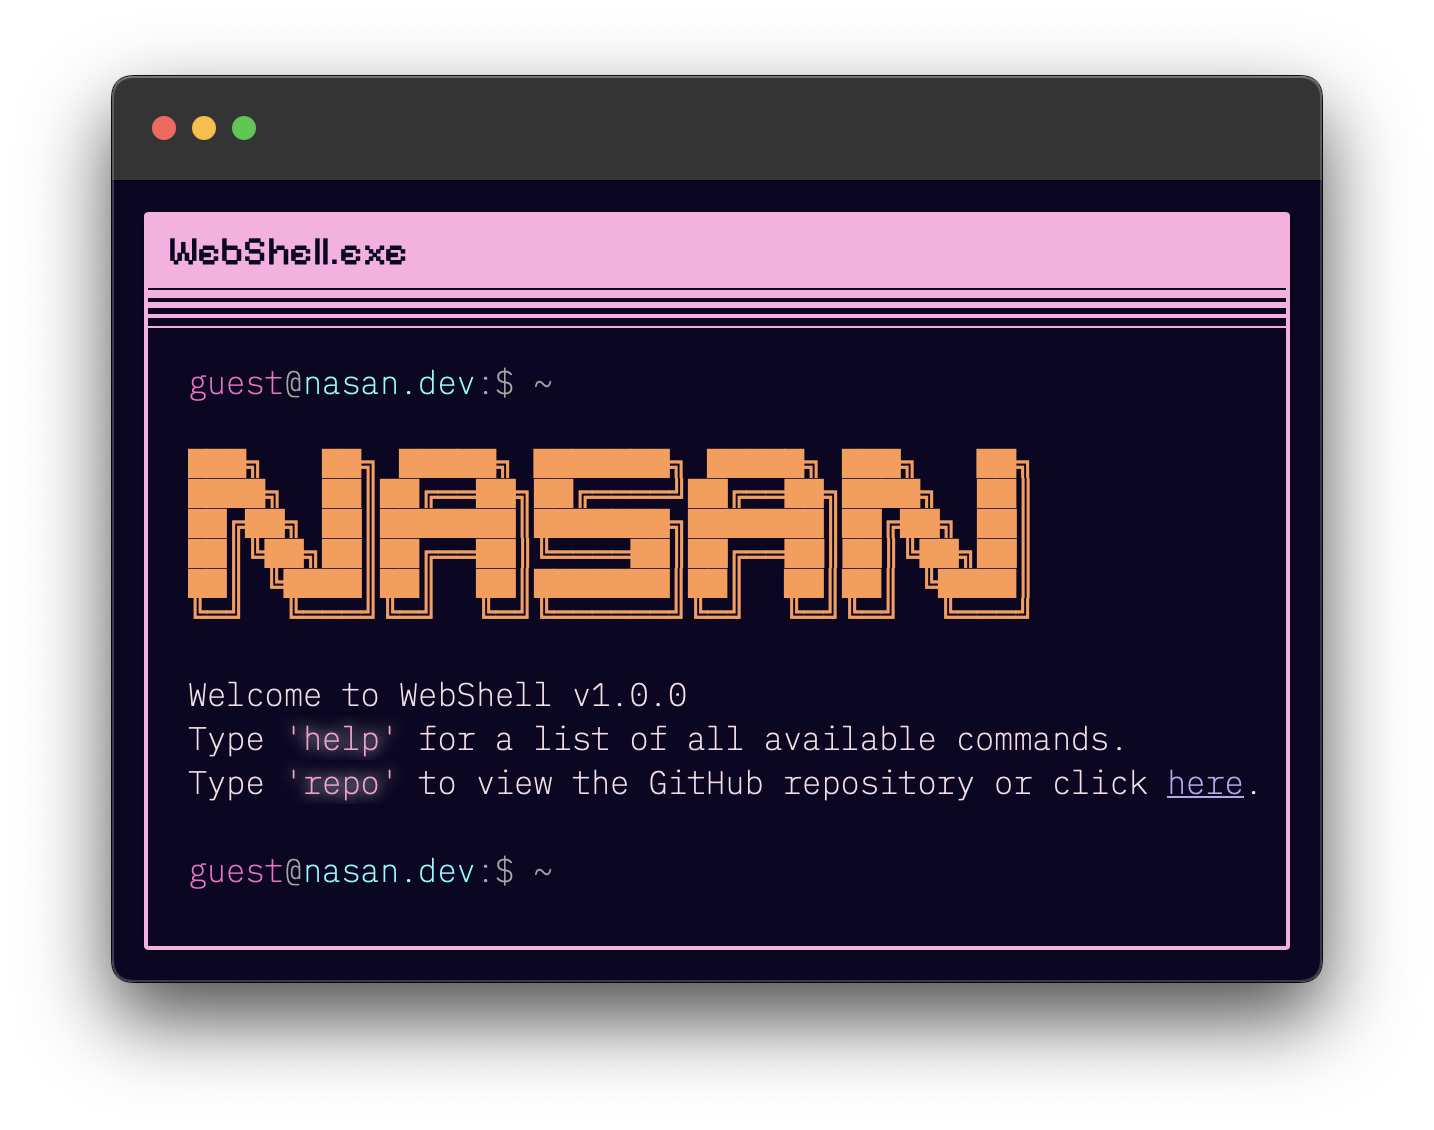 WebShell.exe
guest@nasan.dev:$ ~
NASAN
Welcome to WebShell v1.0.0
Type 'help' for a list of all available commands.
Type 'repo' to view the GitHub repository or click here.
guest@nasan.dev:$ ~